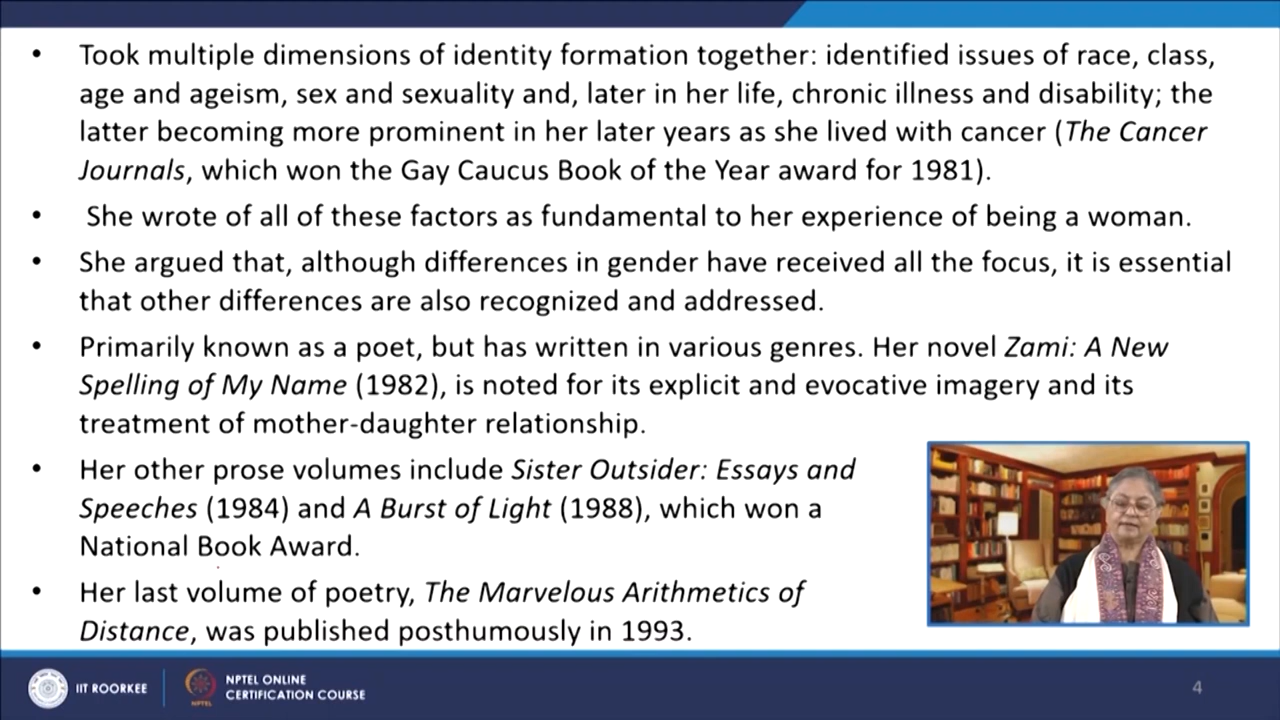 • Took multiple dimensions of identity formation together: identified issues of race, class,
age and ageism, sex and sexuality and, later in her life, chronic illness and disability; the
latter becoming more prominent in her later years as she lived with cancer (The Cancer
Journals, which won the Gay Caucus Book of the Year award for 1981).
• She wrote of all of these factors as fundamental to her experience of being a woman.
• She argued that, although differences in gender have received all the focus, it is essential
that other differences are also recognized and addressed.
• Primarily known as a poet, but has written in various genres. Her novel Zami: A New
Spelling of My Name (1982), is noted for its explicit and evocative imagery and its
treatment of mother-daughter relationship.
• Her other prose volumes include Sister Outsider: Essays and
Speeches (1984) and A Burst of Light (1988), which won a
National Book Award.
• Her last volume of poetry, The Marvelous Arithmetics of
Distance, was published posthumously in 1993.
IIT ROORKEE
NPTEL
NPTEL ONLINE
CERTIFICATION COURSE
4